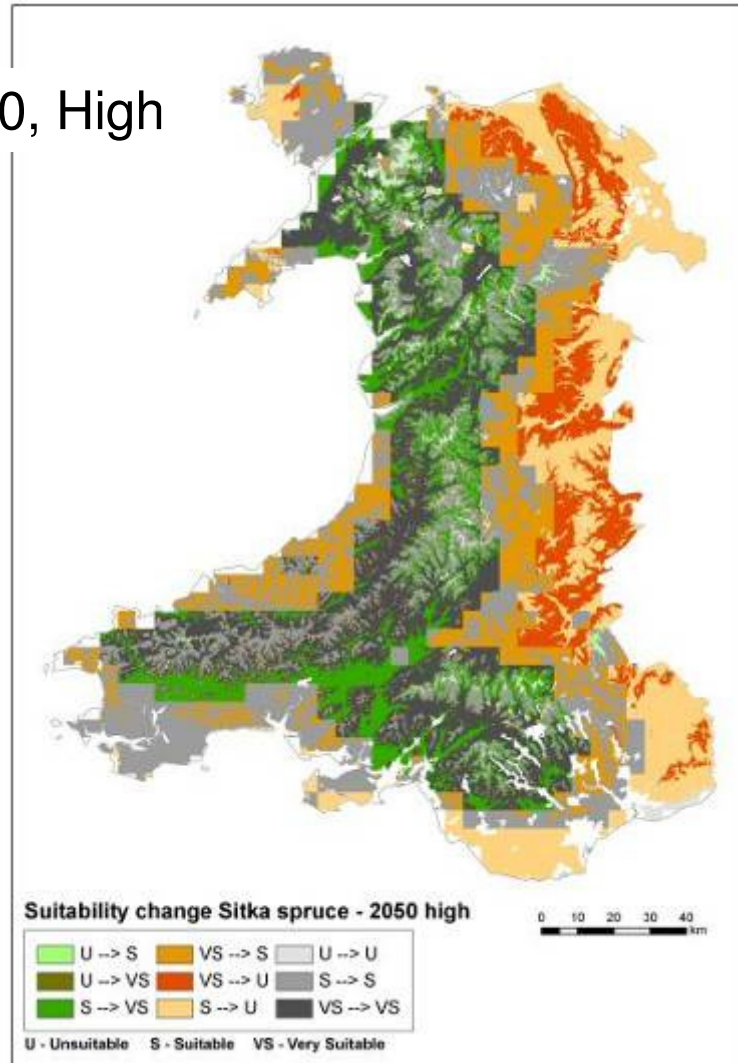 0, High
Suitability change Sitka spruce - 2050 high
0 10 20 30 40
km
U --> S VS --> S U --> U
U --> VS VS --> U S --> S
S --> VS S --> U VS --> VS
U - Unsuitable S - Suitable VS - Very Suitable